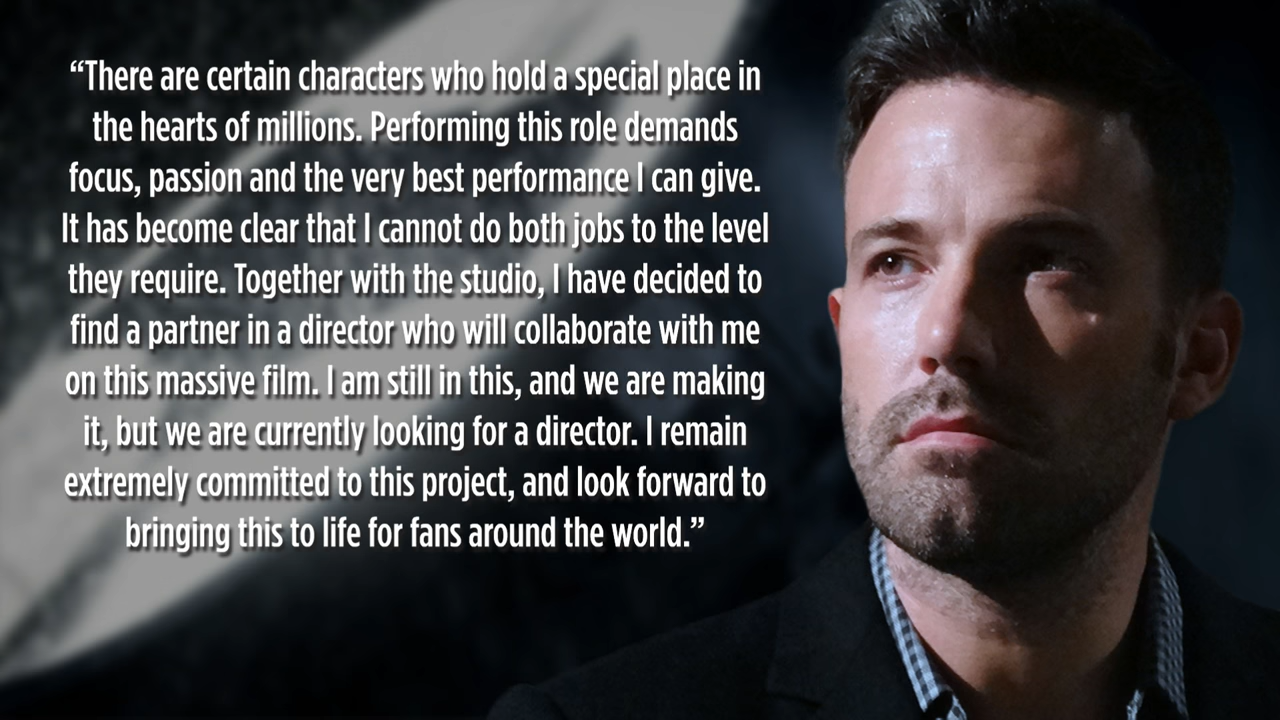 “There are certain characters who hold a special place in
the hearts of millions. Performing this role demands
focus, passion and the very best performance I can give.
It has become clear that I cannot do both jobs to the level
they require. Together with the studio, I have decided to
find a partner in a director who will collaborate with me
on this massive film. I am still in this, and we are making
it, but we are currently looking for a director. I remain
extremely committed to this project, and look forward to
bringing this to life for fans around the world.”